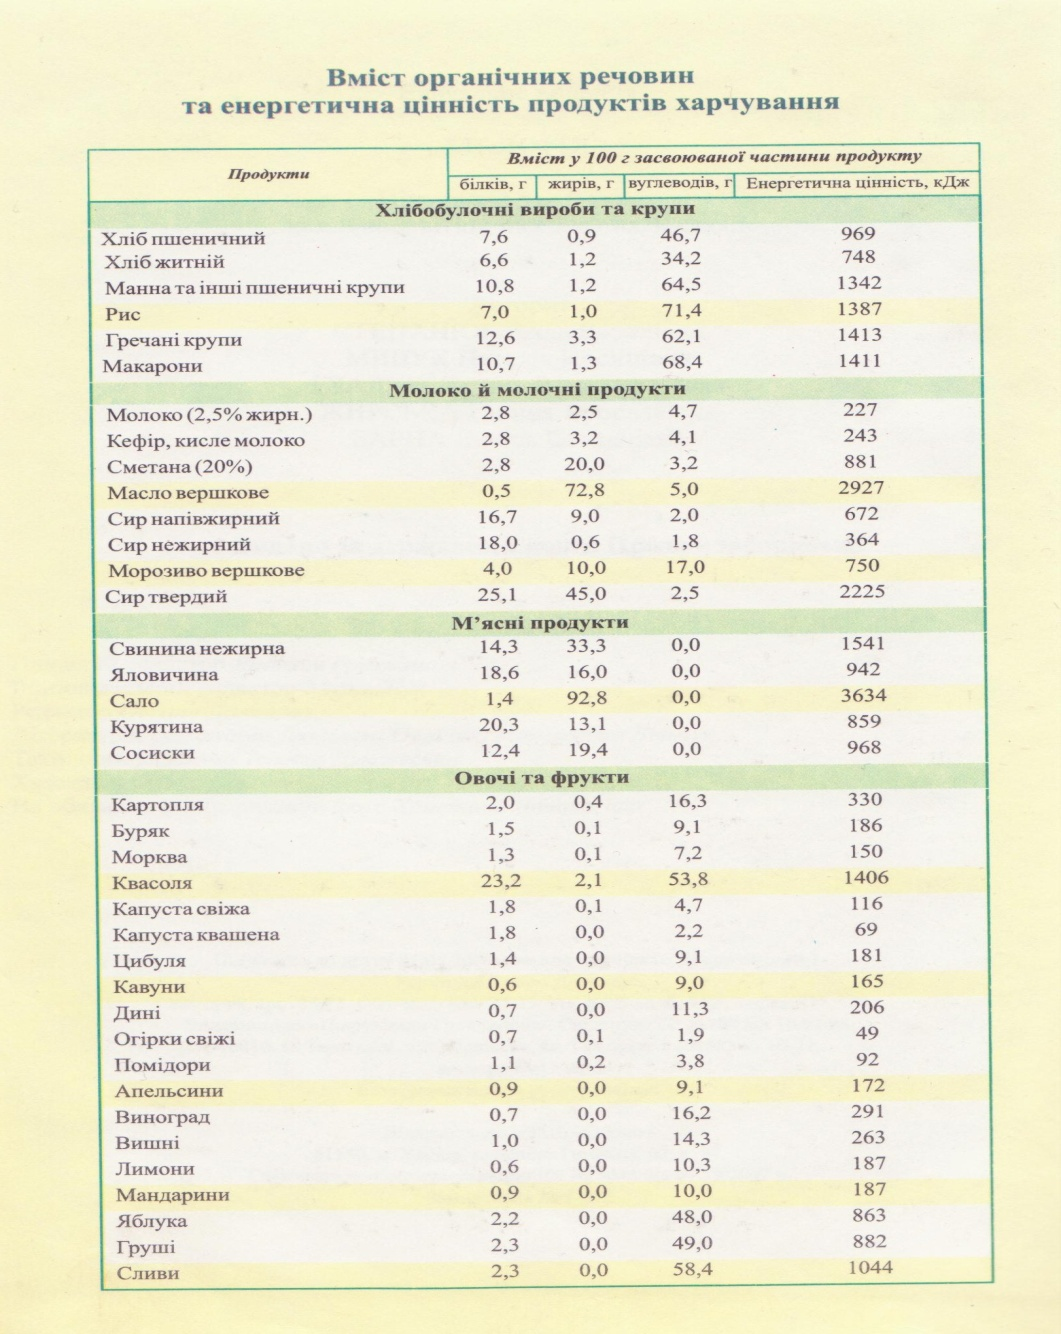 Вміст органічних речовин
та енергетична цінність продуктів харчування
Продукти
Вміст у 100 г засвоюваної частини продукту
білків, г жирів, г вуглеводів, г Енергетична цінність, кДж
Хлібобулочні вироби та крупи
Хліб пшеничний 7,6 0,9 46,7 969
Хліб житній 6,6 1,2 34,2 748
Манна та інші пшеничні крупи 10,8 1,2 64,5 1342
Рис 7,0 1,0 71,4 1387
Гречані крупи 12,6 3,3 62,1 1413
Макарони 10,7 1,3 68,4 1411
Молоко й молочні продукти
Молоко (2,5% жирн.) 2,8 2,5 4,7 227
Кефір, кисле молоко 2,8 3,2 4,1 243
Сметана (20%) 2,8 20,0 3,2 881
Масло вершкове 0,5 72,8 5,0 2927
Сир напівжирний 16,7 9,0 2,0 672
Сир нежирний 18,0 0,6 1,8 364
Морозиво вершкове 4,0 10,0 17,0 750
Сир твердий 25,1 45,0 2,5 2225
М’ясні продукти
Свинина нежирна 14,3 33,3 0,0 1541
Яловичина 18,6 16,0 0,0 942
Сало 1,4 92,8 0,0 3634
Курятина 20,3 13,1 0,0 859
Сосиски 12,4 19,4 0,0 968
Овочі та фрукти
Картопля 2,0 0,4 16,3 330
Буряк 1,5 0,1 9,1 186
Морква 1,3 0,1 7,2 150
Квасоля 23,2 2,1 53,8 1406
Капуста свіжа 1,8 0,1 4,7 116
Капуста квашена 1,8 0,0 2,2 69
Цибуля 1,4 0,0 9,1 181
Кавуни 0,6 0,0 9,0 165
Дині 0,7 0,0 11,3 206
Огірки свіжі 0,7 0,1 1,9 49
Помідори 1,1 0,2 3,8 92
Апельсини 0,9 0,0 9,1 172
Виноград 0,7 0,0 16,2 291
Вишні 1,0 0,0 14,3 263
Лимони 0,6 0,0 10,3 187
Мандарини 0,9 0,0 10,0 187
Яблука 2,2 0,0 48,0 863
Груші 2,3 0,0 49,0 882
Сливи 2,3 0,0 58,4 1044